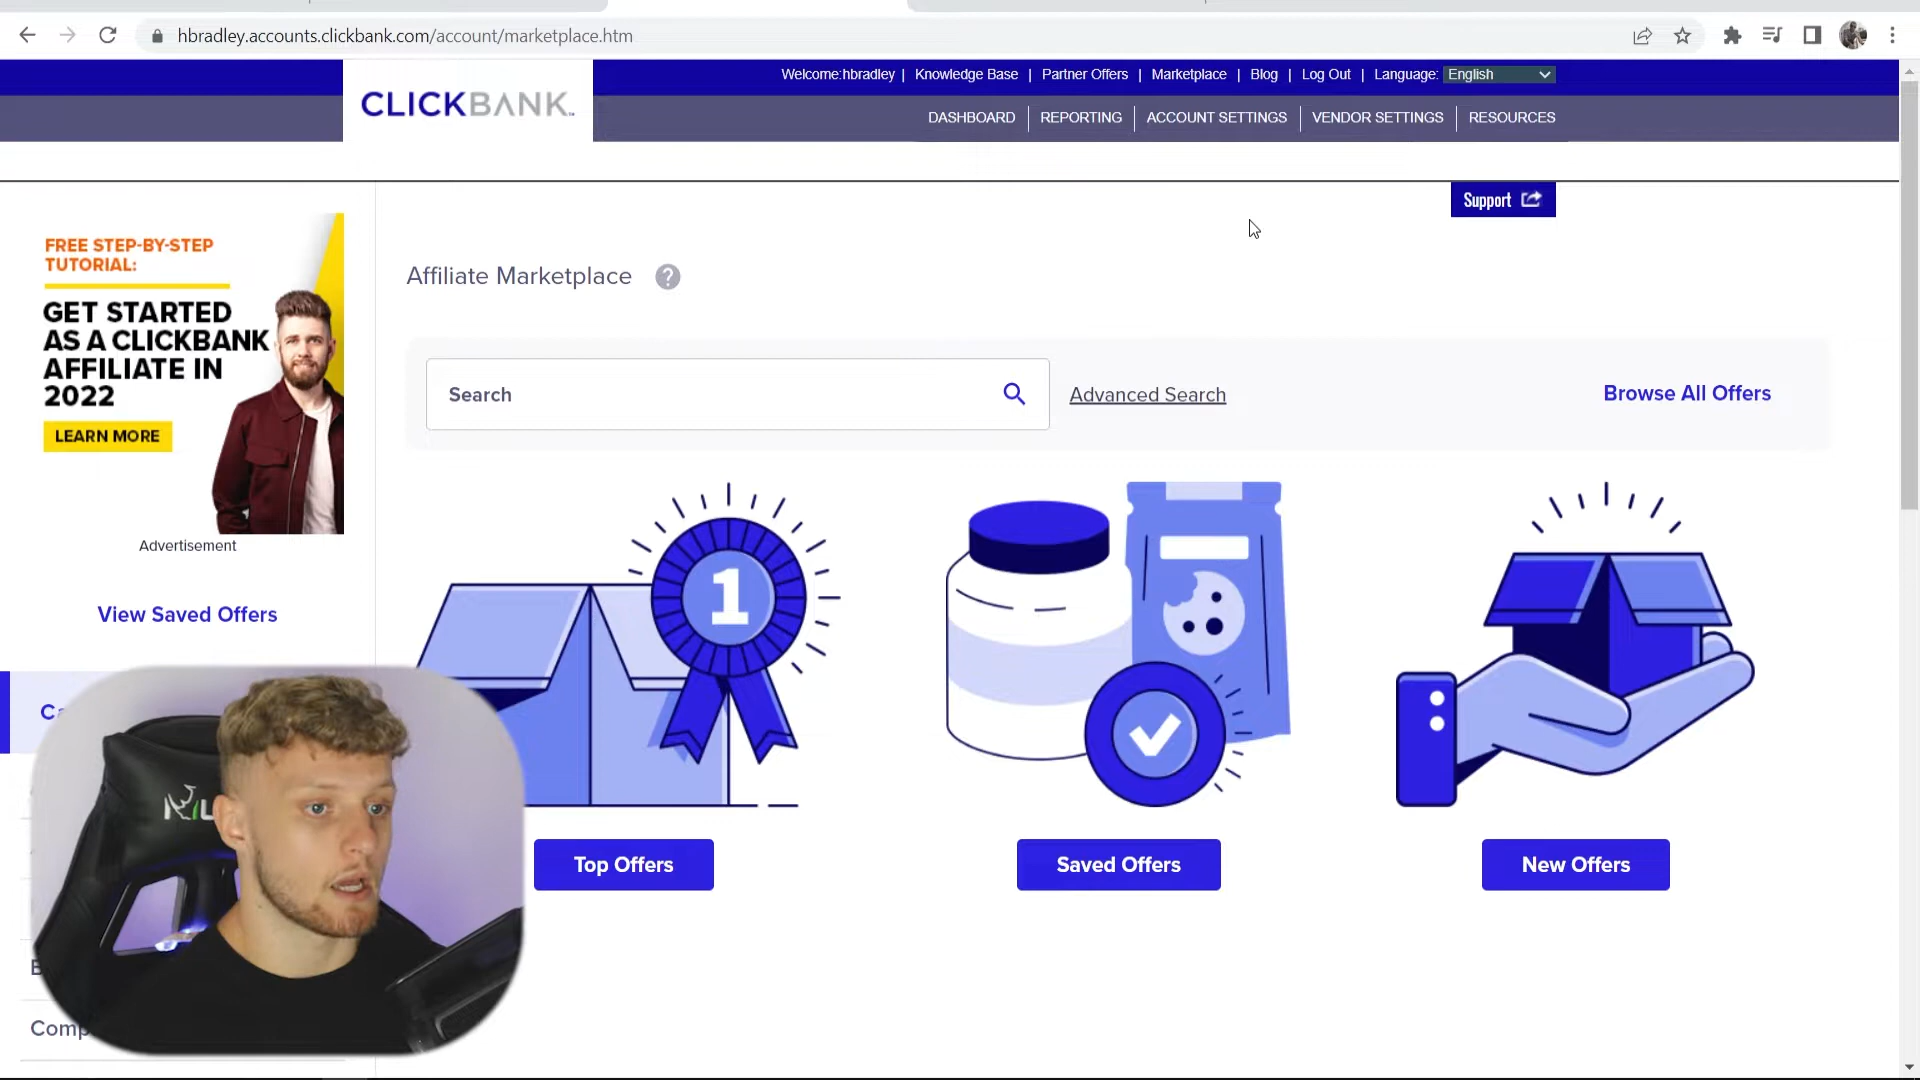 hbradley.accounts.clickbank.com/account/marketplace.htm
Welcome:hbradley | Knowledge Base | Partner Offers | Marketplace | Blog | Log Out | Language: English
CLICKBANK
DASHBOARD REPORTING ACCOUNT SETTINGS VENDOR SETTINGS RESOURCES
Support
FREE STEP-BY-STEP
TUTORIAL:
GET STARTED
AS A CLICKBANK
AFFILIATE IN
2022
LEARN MORE
Advertisement
View Saved Offers
Affiliate Marketplace ?
Search Advanced Search Browse All Offers
1
Top Offers Saved Offers New Offers